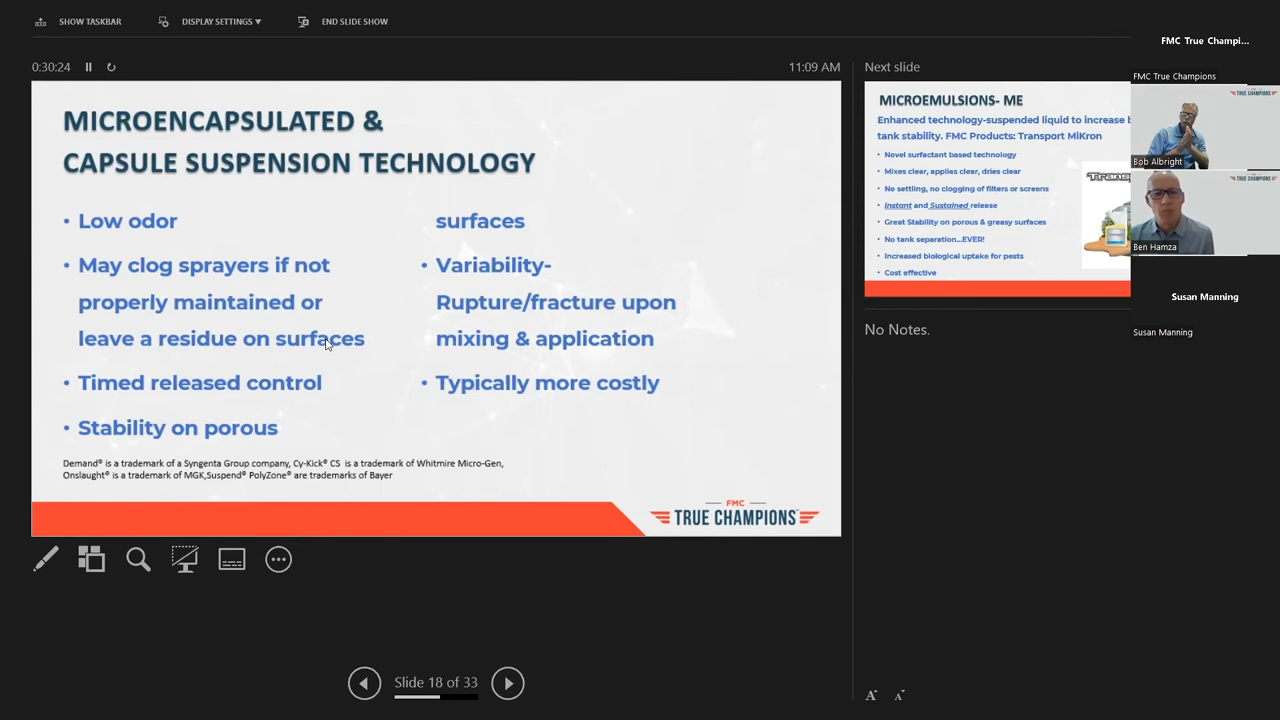 SHOW TASKBAR
DISPLAY SETTINGS ▼
END SLIDE SHOW
0:30:24
11:09 AM
MICROENCAPSULATED &
CAPSULE SUSPENSION TECHNOLOGY
• Low odor
• May clog sprayers if not
properly maintained or
leave a residue on surfaces
• Timed released control
• Stability on porous
surfaces
• Variability-
Rupture/fracture upon
mixing & application
• Typically more costly
Demand® is a trademark of a Syngenta Group company, Cy-Kick® CS is a trademark of Whitmire Micro-Gen,
Onslaught® is a trademark of MGK,Suspend® PolyZone® are trademarks of Bayer
FMC
TRUE CHAMPIONS
Slide 18 of 33
Next slide
MICROEMULSIONS- ME
Enhanced technology-suspended liquid to increase
tank stability. FMC Products: Transport MiKron
• Novel surfactant based technology
• Mixes clear, applies clear, dries clear
• No settling, no clogging of filters or screens
• Instant and Sustained release
• Great Stability on porous & greasy surfaces
• No tank separation...EVER!
• Increased biological uptake for pests
• Cost effective
No Notes.
A A
FMC True Champi...
FMC True Champions
TRUE CHAMPIONS
Bob Albright
TRUE CHAMPIONS
Ben Hamza
Susan Manning
Susan Manning